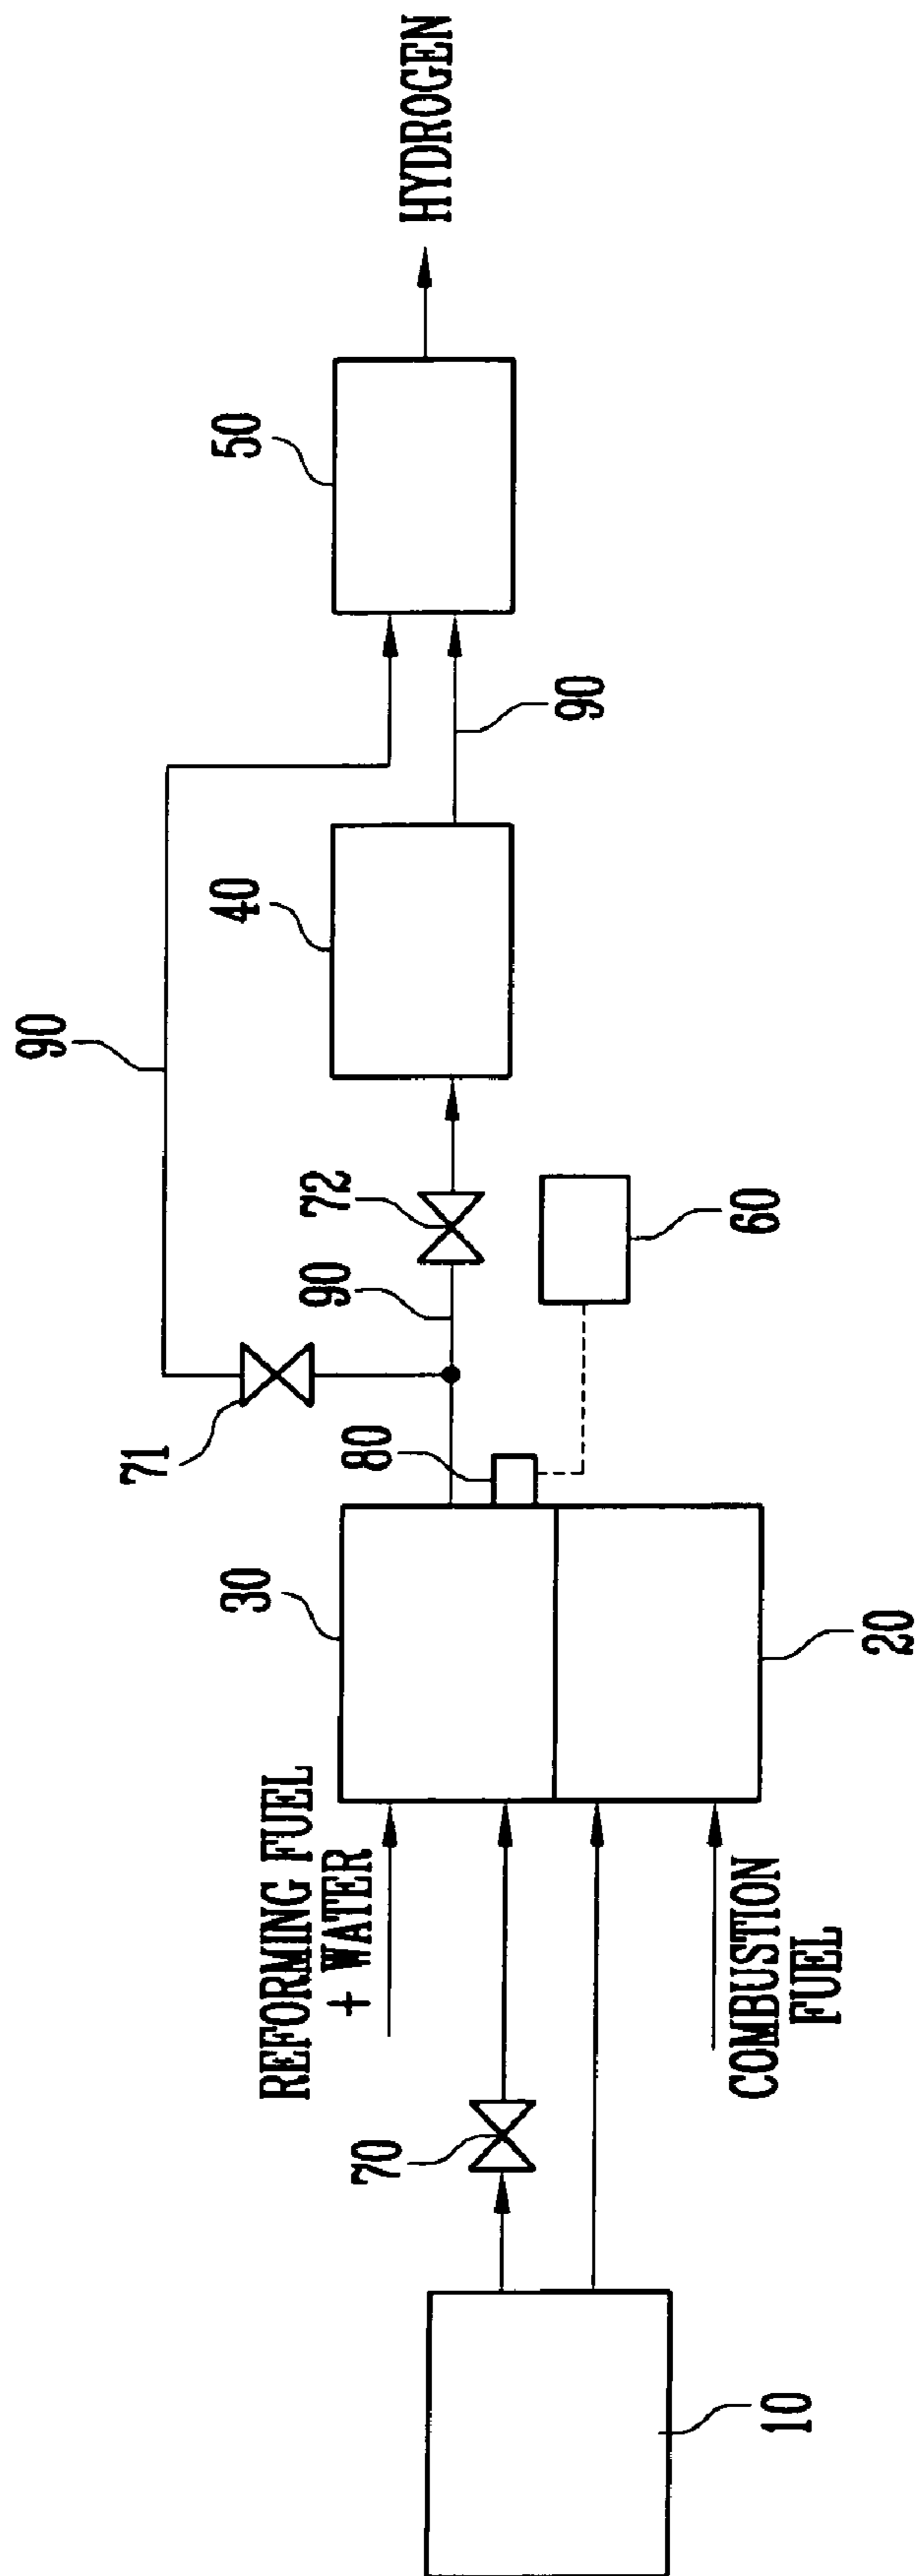 HYDROGEN
50
90
40
90
72
60
90
71
80
30
20
REFORMING FUEL
+ WATER
COMBUSTION
FUEL
70
10